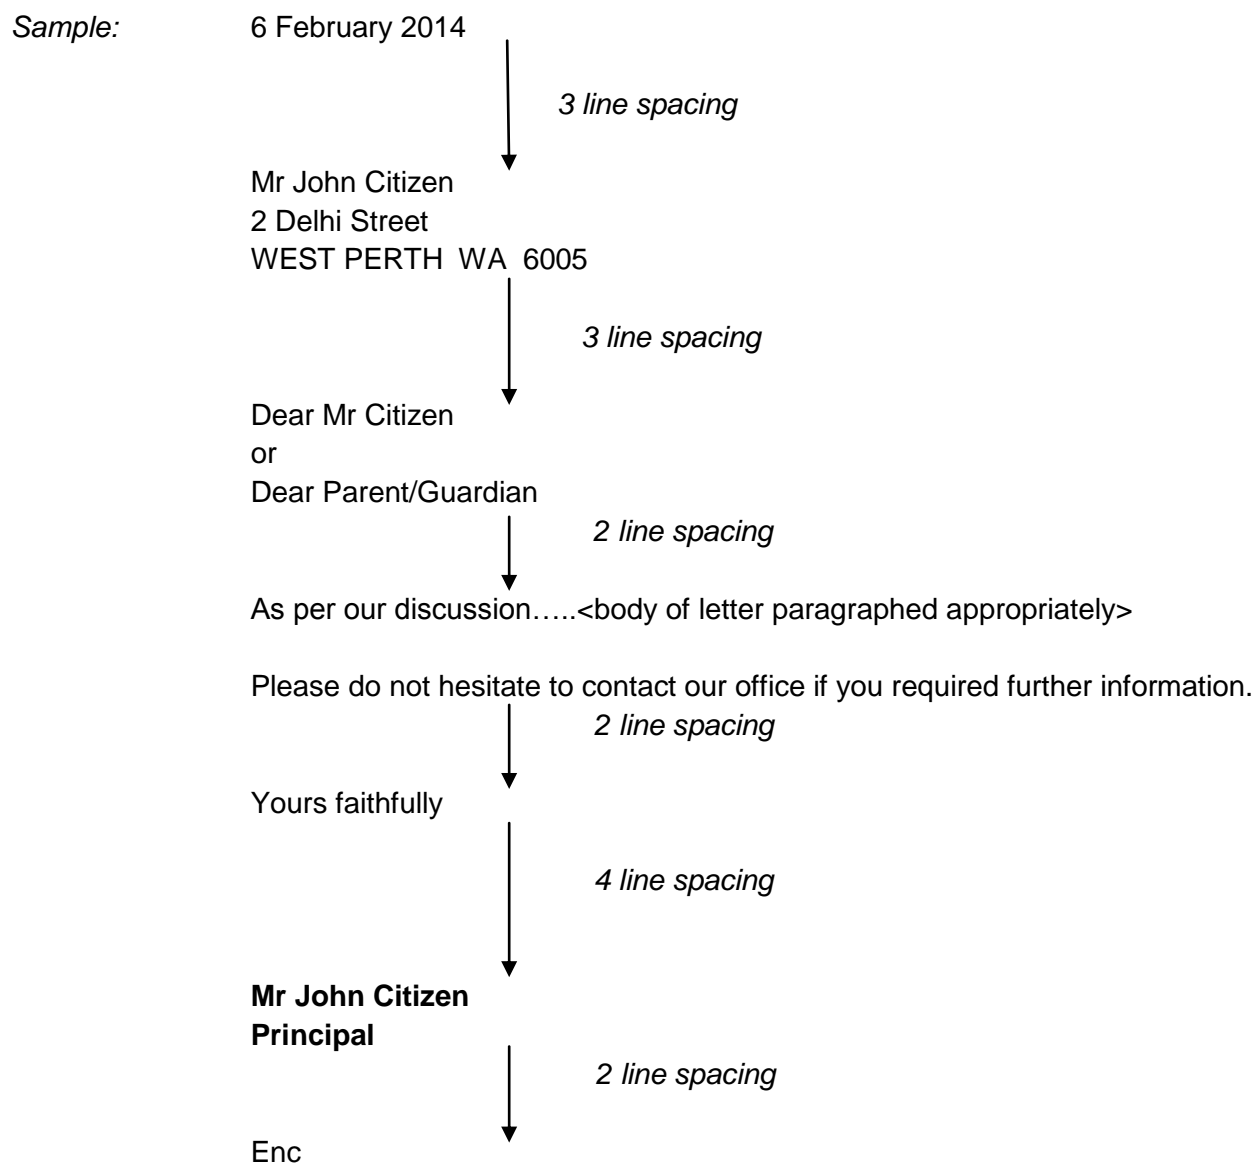 Sample: 6 February 2014
3 line spacing
Mr John Citizen
2 Delhi Street
WEST PERTH  WA  6005
3 line spacing
Dear Mr Citizen
or
Dear Parent/Guardian
2 line spacing
As per our discussion…..<body of letter paragraphed appropriately>
Please do not hesitate to contact our office if you required further information.
2 line spacing
Yours faithfully
4 line spacing
Mr John Citizen
Principal
2 line spacing
Enc